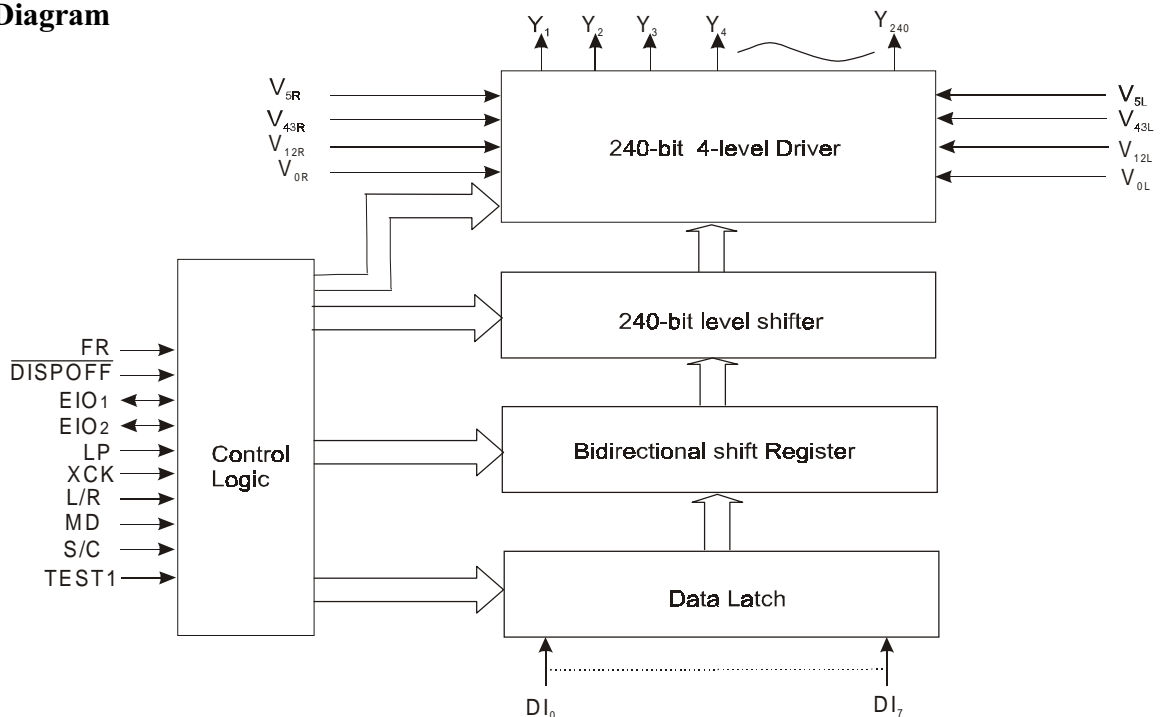 Diagram
Y1 Y2 Y3 Y4 Y240
V5R
V43R
V12R
V0R
240-bit 4-level Driver
V5L
V43L
V12L
V0L
240-bit level shifter
FR
DISPOFF
EIO1
EIO2
LP
XCK
L/R
MD
S/C
TEST1
Control
Logic
Bidirectional shift Register
Data Latch
DI0 DI7